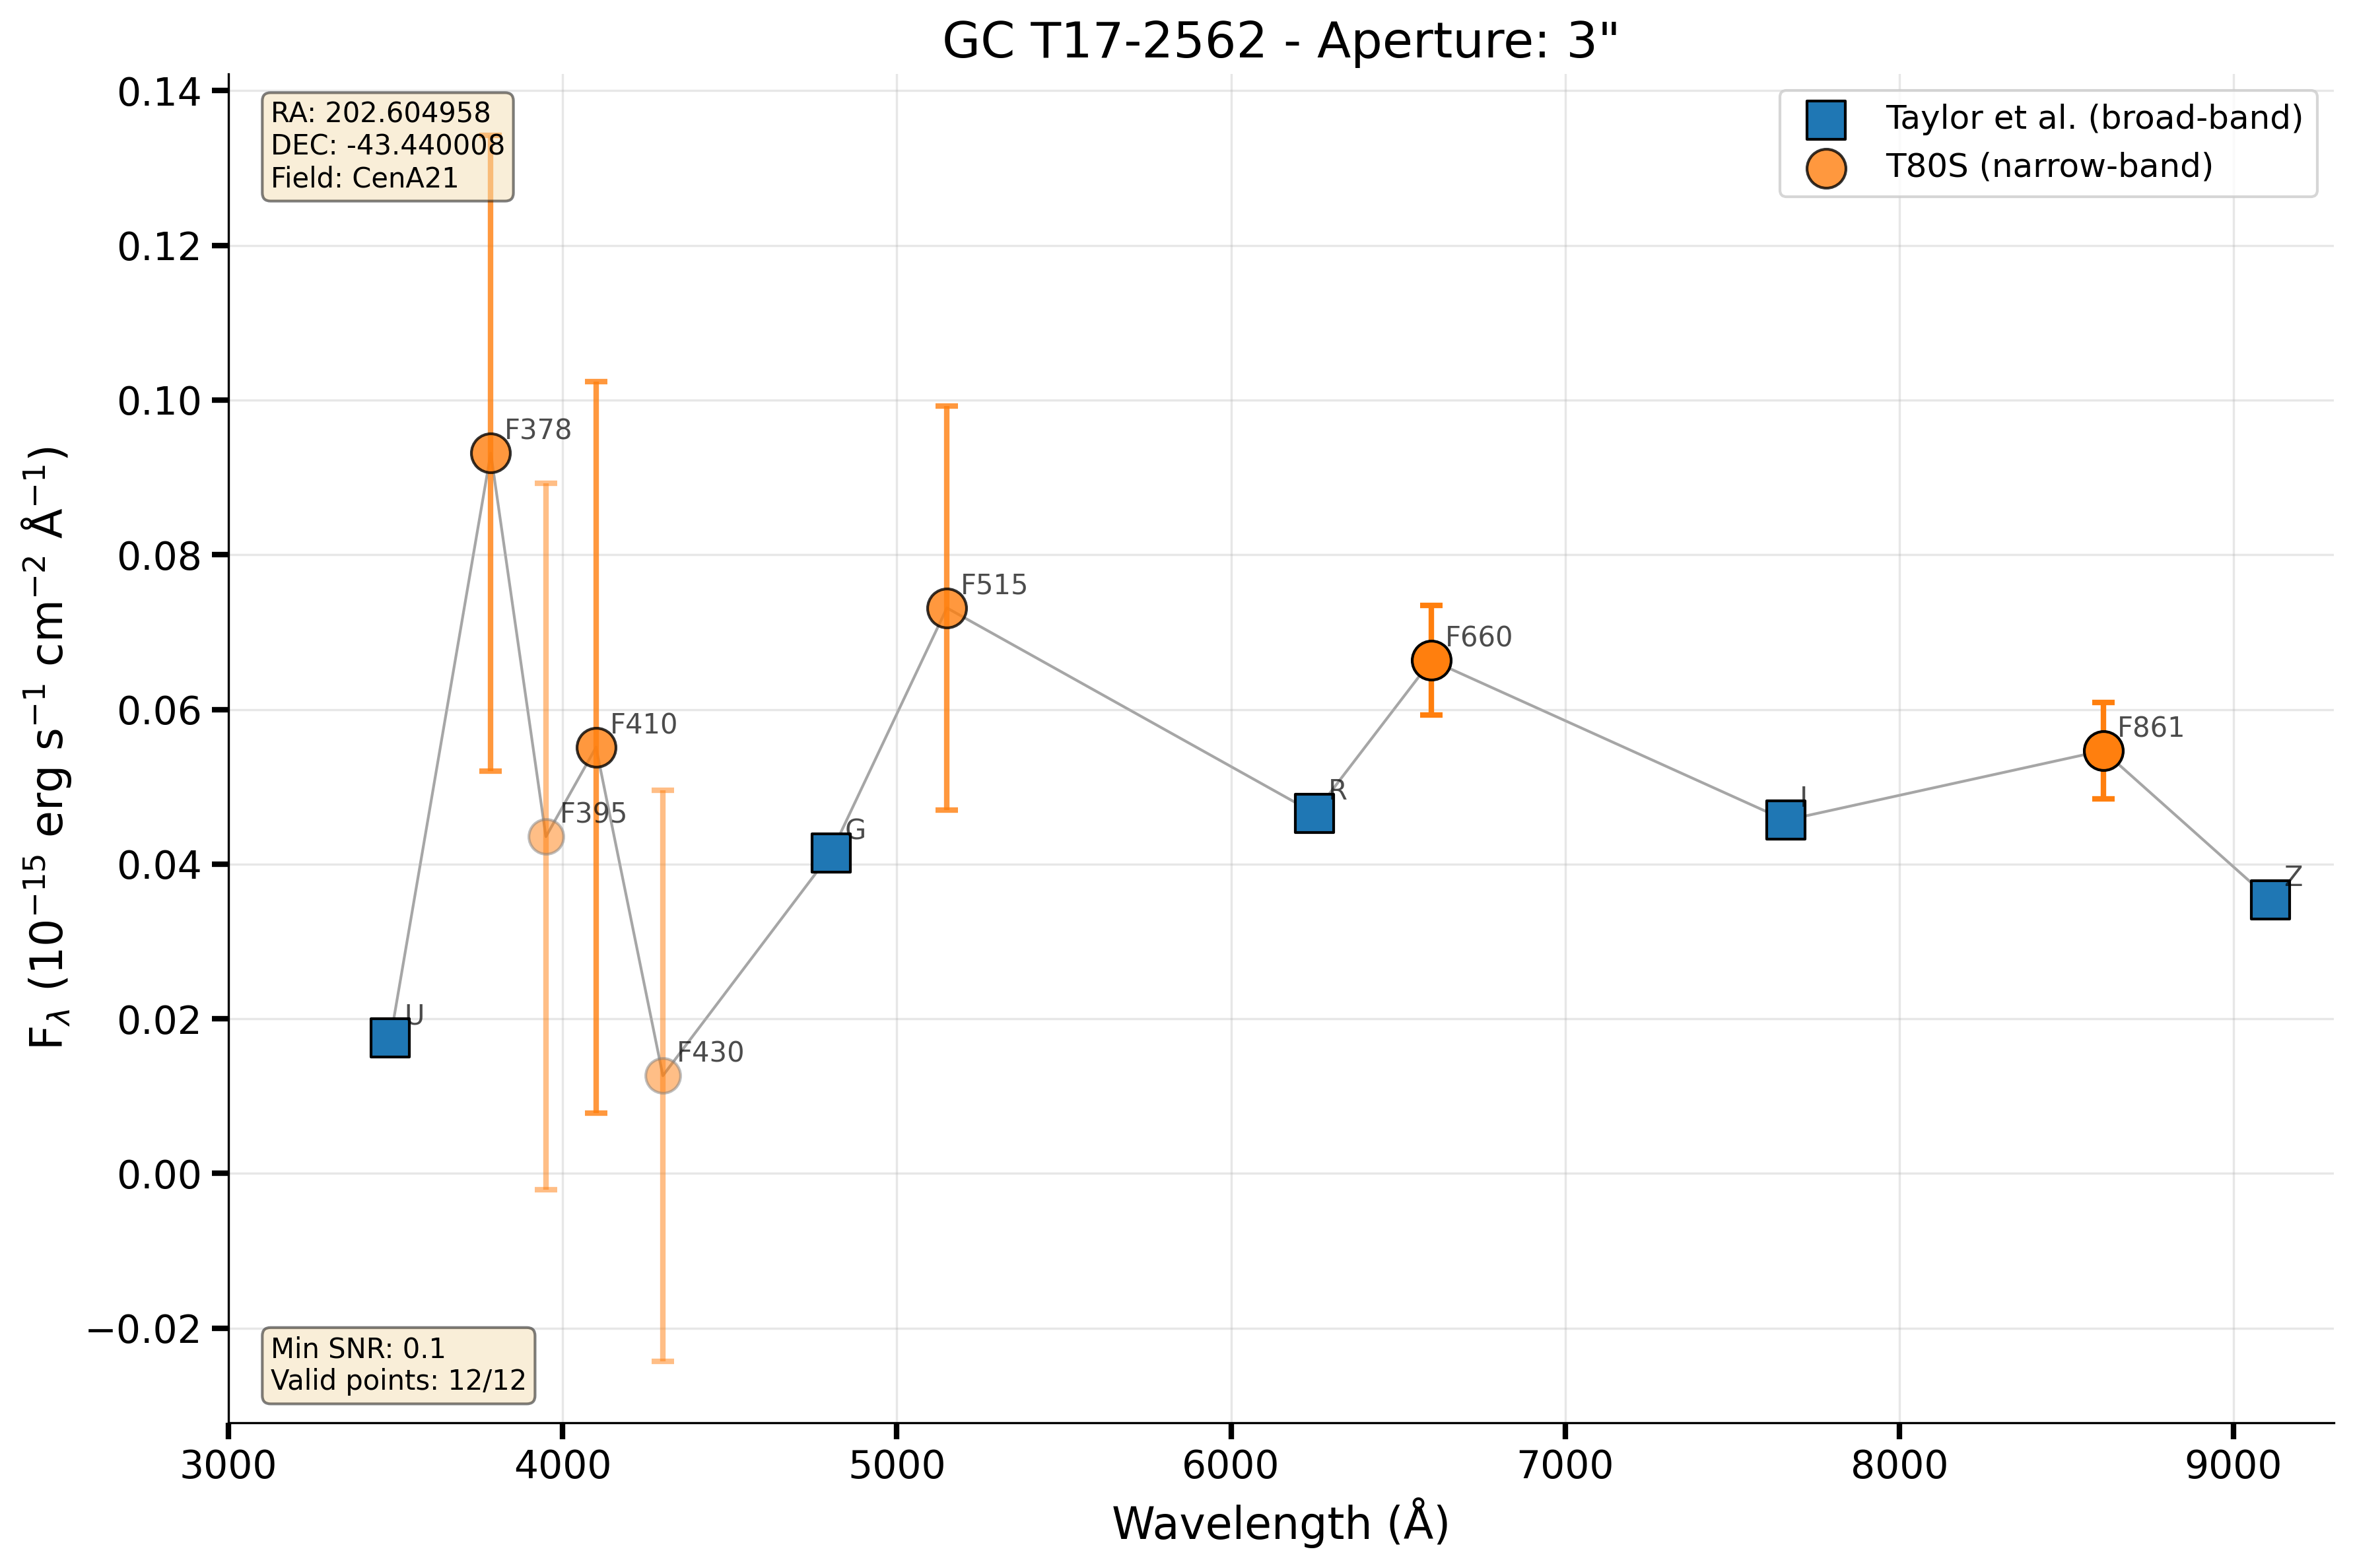 GC T17-2562 - Aperture: 3"
RA: 202.604958
DEC: -43.440008
Field: CenA21
Taylor et al. (broad-band)
T80S (narrow-band)
0.14
0.12
0.10
0.08
0.06
0.04
0.02
0.00
−0.02
F_λ (10⁻¹⁵ erg s⁻¹ cm⁻² Å⁻¹)
U
F378
F395
F410
F430
G
F515
R
F660
I
F861
Z
Min SNR: 0.1
Valid points: 12/12
3000
4000
5000
6000
7000
8000
9000
Wavelength (Å)